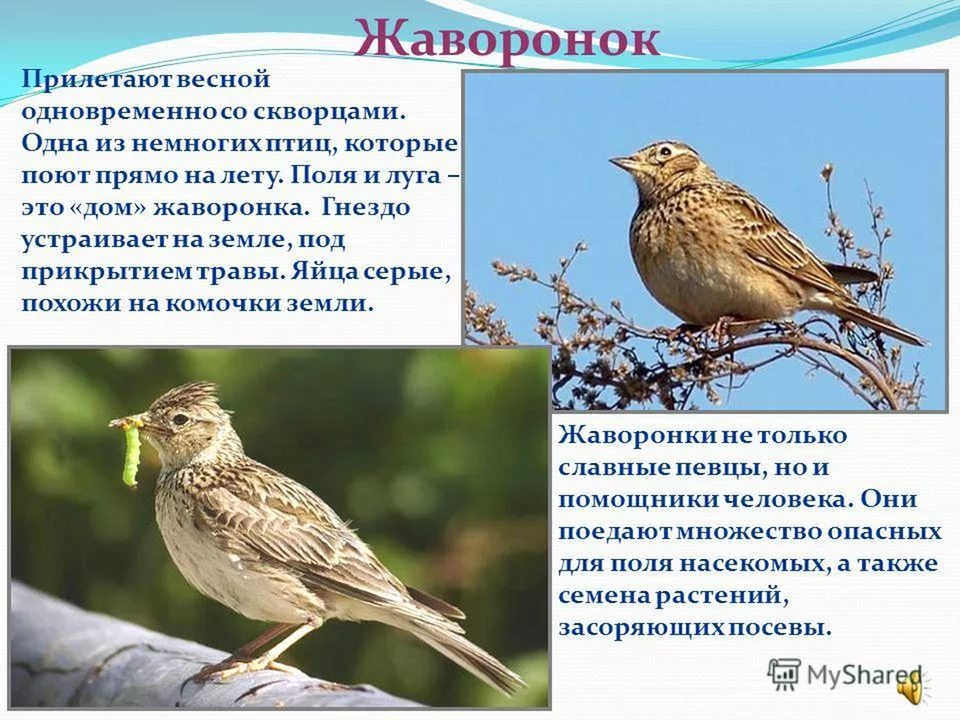 Жаворонок
Прилетают весной
одновременно со скворцами.
Одна из немногих птиц, которые
поют прямо на лету. Поля и луга –
это «дом» жаворонка. Гнездо
устраивает на земле, под
прикрытием травы. Яйца серые,
похожи на комочки земли.
Жаворонки не только
славные певцы, но и
помощники человека. Они
поедают множество опасных
для поля насекомых, а также
семена растений,
засоряющих посевы.
MyShared